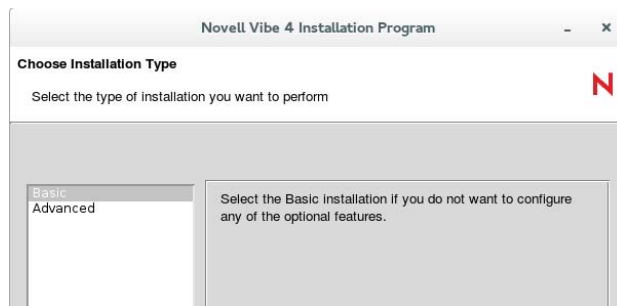 Novell Vibe 4 Installation Program
Choose Installation Type
Select the type of installation you want to perform
N
Basic
Advanced
Select the Basic installation if you do not want to configure
any of the optional features.